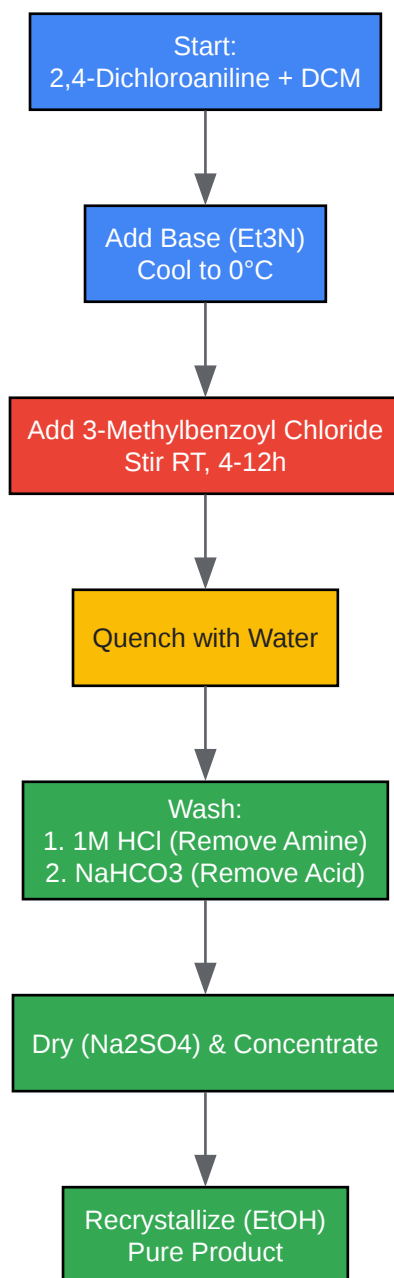 Start:
2,4-Dichloroaniline + DCM
Add Base (Et3N)
Cool to 0°C
Add 3-Methylbenzoyl Chloride
Stir RT, 4-12h
Quench with Water
Wash:
1. 1M HCl (Remove Amine)
2. NaHCO3 (Remove Acid)
Dry (Na2SO4) & Concentrate
Recrystallize (EtOH)
Pure Product